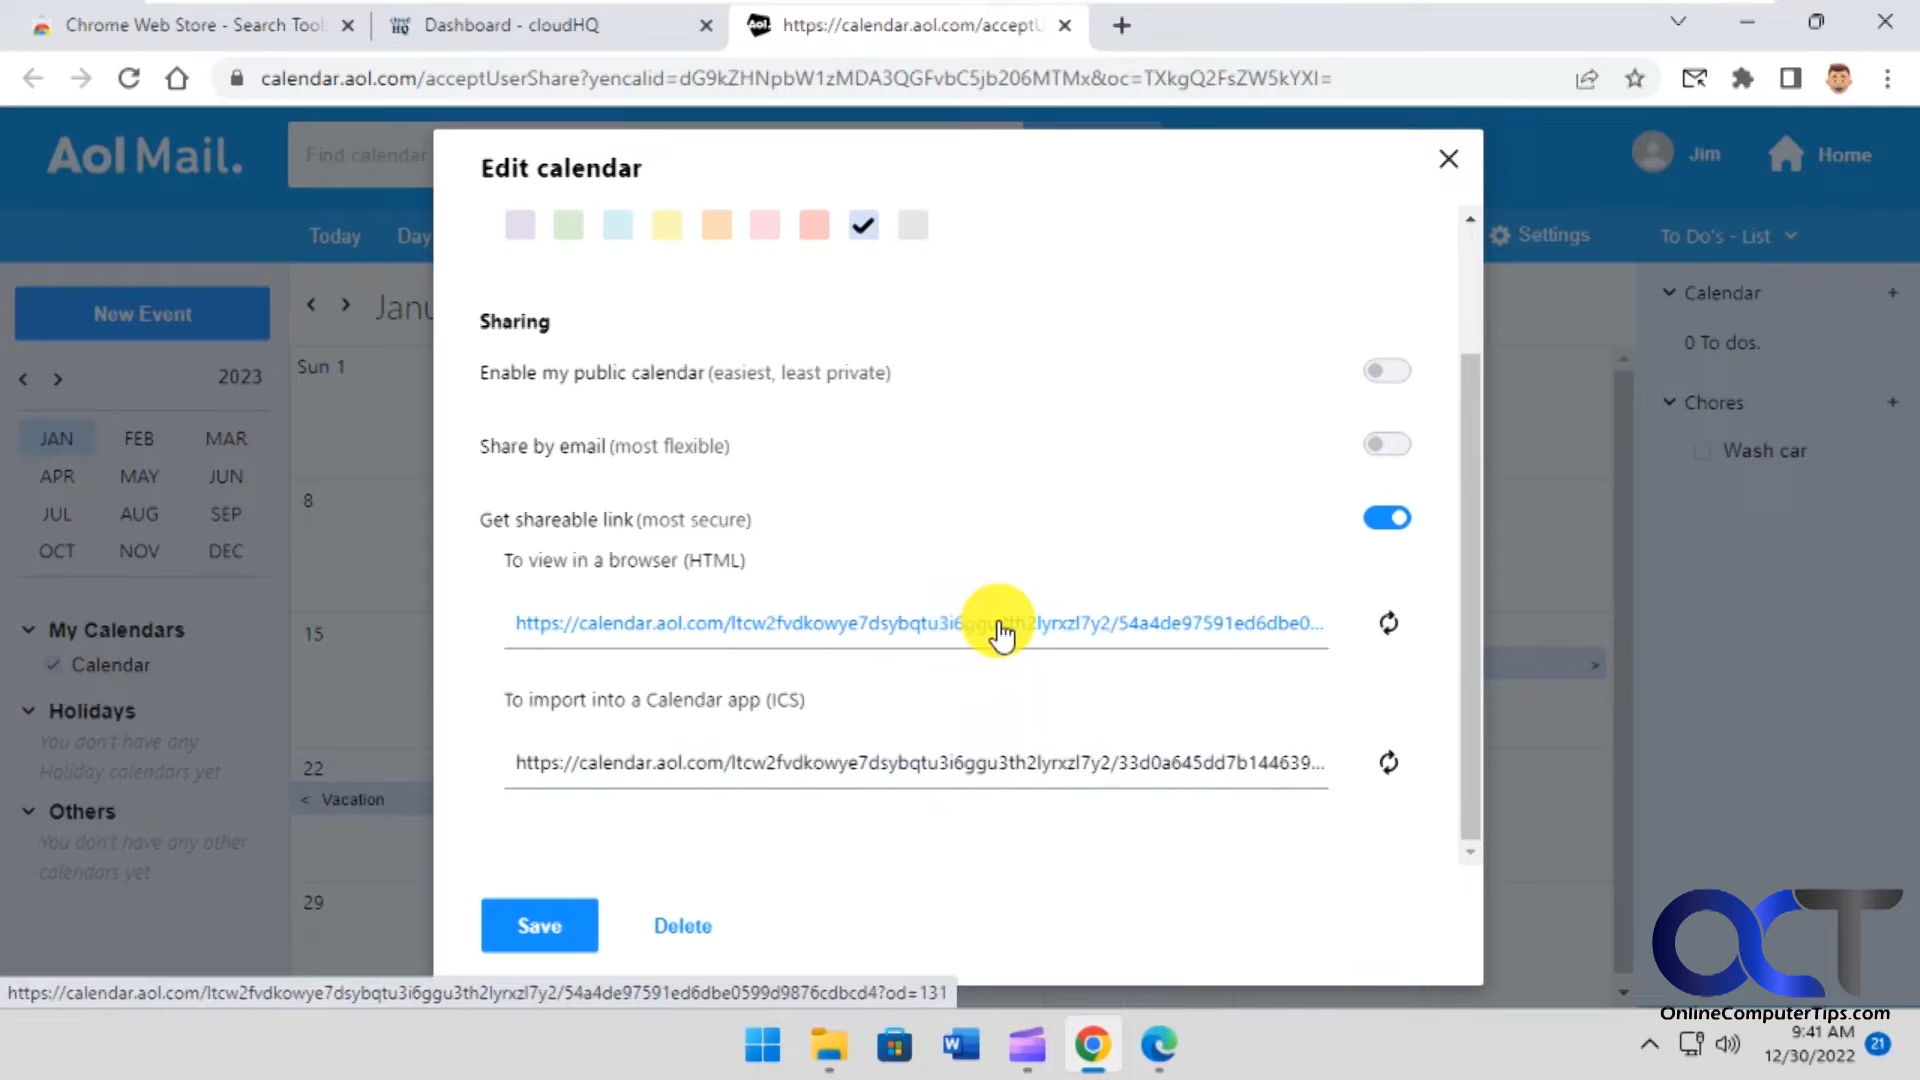 Chrome Web Store - Search Tool
Dashboard - cloudHQ
Aol.
https://calendar.aol.com/acceptU
calendar.aol.com/acceptUserShare?yencalid=dG9kZHNpbW1zMDA3QGFvbC5jb206MTMx&oc=TXkgQ2FsZW5kYXI=
Aol Mail.
Find calendar
Jim
Home
Today
Day
Settings
To Do's - List
Edit calendar
New Event
Janu
2023
Sun 1
JAN FEB MAR
APR MAY JUN
JUL AUG SEP
OCT NOV DEC
8
15
22
29
< Vacation
My Calendars
Calendar
Holidays
You don't have any
Holiday calendars yet
Others
You don't have any other
calendars yet
Sharing
Enable my public calendar (easiest, least private)
Share by email (most flexible)
Get shareable link (most secure)
To view in a browser (HTML)
https://calendar.aol.com/ltcw2fvdkowye7dsybqtu3i6ggu3th2lyrxzl7y2/54a4de97591ed6dbe0...
To import into a Calendar app (ICS)
https://calendar.aol.com/ltcw2fvdkowye7dsybqtu3i6ggu3th2lyrxzl7y2/33d0a645dd7b144639...
Save
Delete
Calendar
0 To dos.
Chores
Wash car
https://calendar.aol.com/ltcw2fvdkowye7dsybqtu3i6ggu3th2lyrxzl7y2/54a4de97591ed6dbe0599d9876cdbcd4?od=131
OCT
OnlineComputerTips.com
9:41 AM
12/30/2022
21